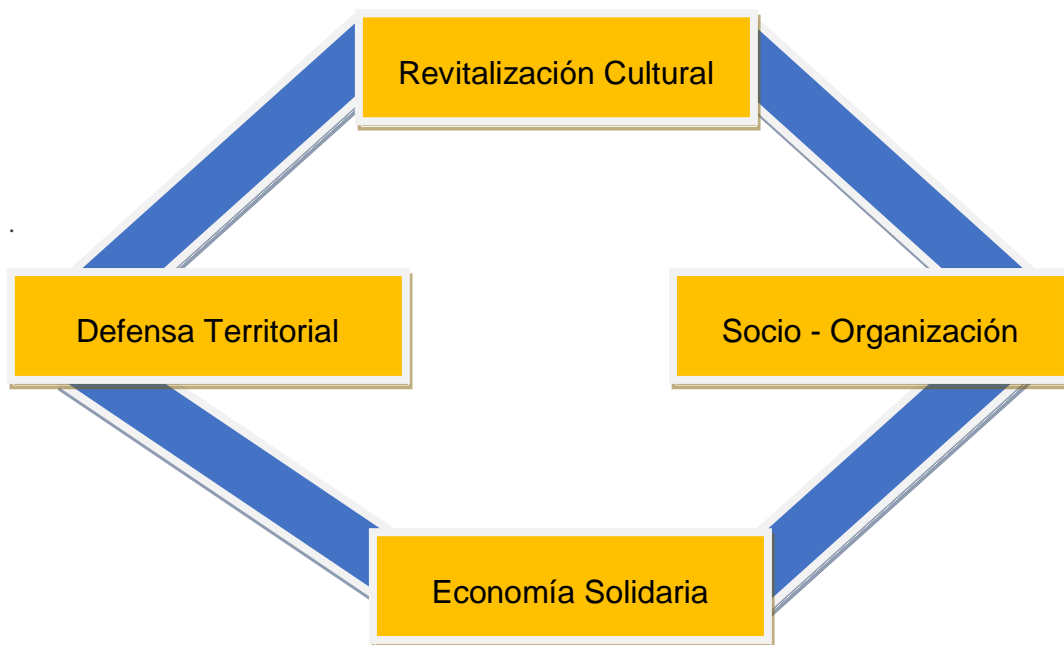 Revitalización Cultural
.
Defensa Territorial
Socio - Organización
Economía Solidaria